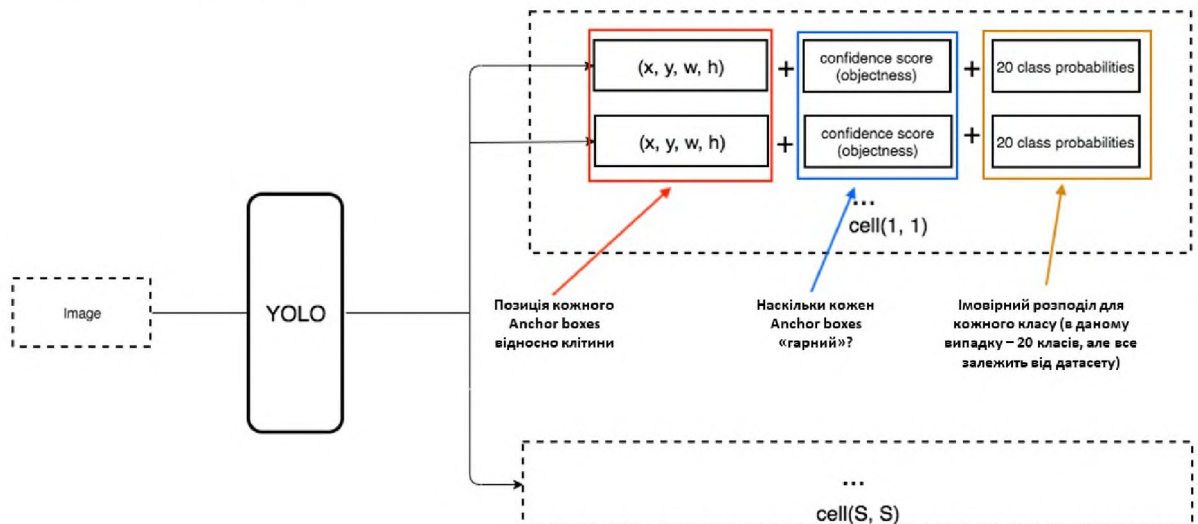 (x, y, w, h) + confidence score (objectness) + 20 class probabilities
(x, y, w, h) + confidence score (objectness) + 20 class probabilities
...
cell(1, 1)
Image
YOLO
Позиція кожного
Anchor boxes
відносно клітини
Наскільки кожен
Anchor boxes
«гарний»?
Імовірний розподіл для
кожного класу (в даному
випадку – 20 класів, але все
залежить від датасету)
...
cell(S, S)